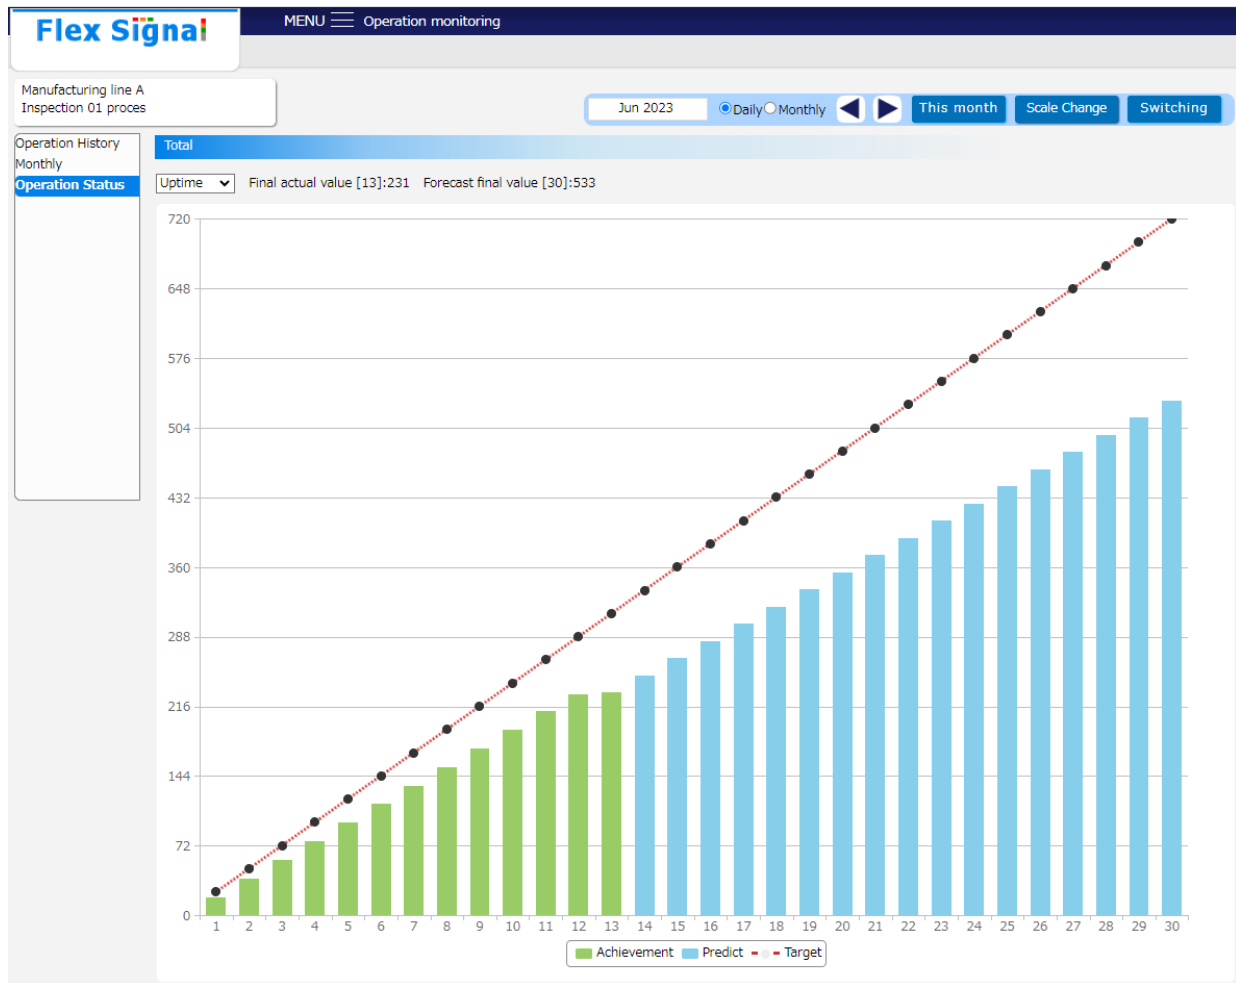 Flex Signal
MENU Operation monitoring
Manufacturing line A
Inspection 01 proces
Jun 2023 Daily Monthly This month Scale Change Switching
Operation History
Monthly
Operation Status
Total
Uptime Final actual value [13]:231 Forecast final value [30]:533
720
648
576
504
432
360
288
216
144
72
0
1 2 3 4 5 6 7 8 9 10 11 12 13 14 15 16 17 18 19 20 21 22 23 24 25 26 27 28 29 30
Achievement Predict Target